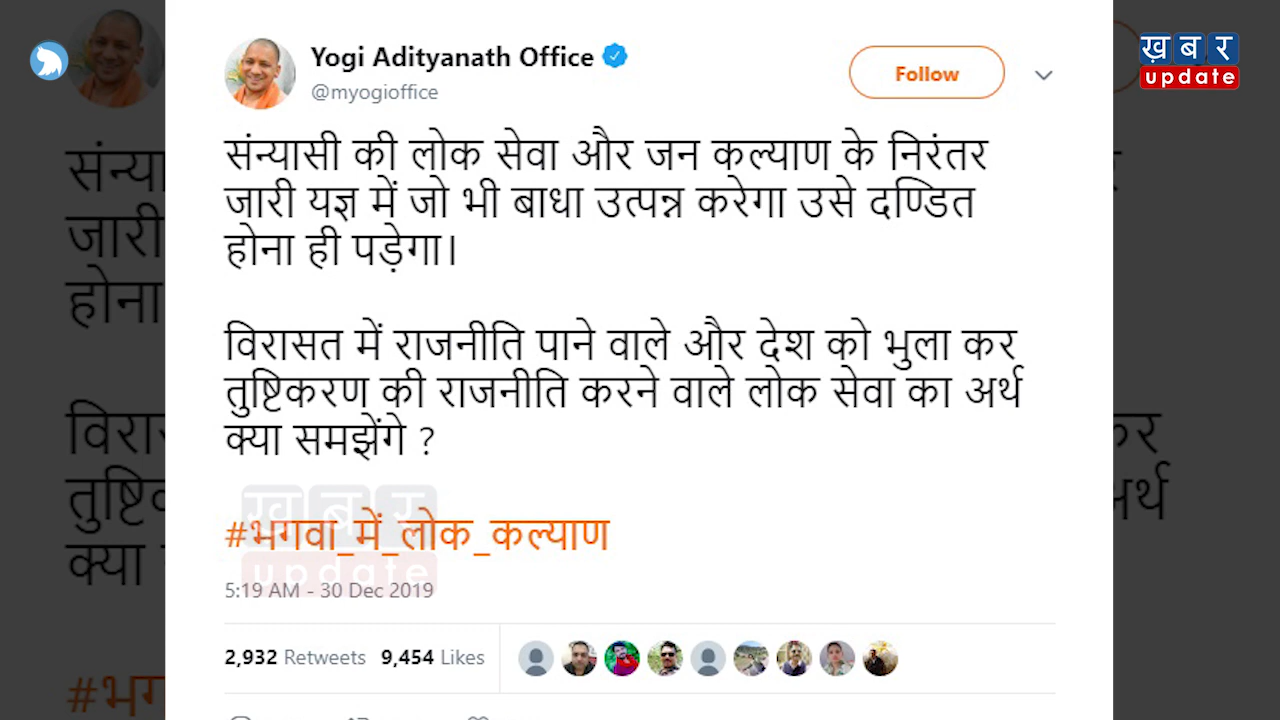 Yogi Adityanath Office
@myogioffice
Follow
ख़बर
update
संन्यासी की लोक सेवा और जन कल्याण के निरंतर
जारी यज्ञ में जो भी बाधा उत्पन्न करेगा उसे दण्डित
होना ही पड़ेगा।
विरासत में राजनीति पाने वाले और देश को भुला कर
तुष्टिकरण की राजनीति करने वाले लोक सेवा का अर्थ
क्या समझेंगे ?
ख़बर
#भगवा_में_लोक_कल्याण
update
5:19 AM - 30 Dec 2019
2,932 Retweets 9,454 Likes